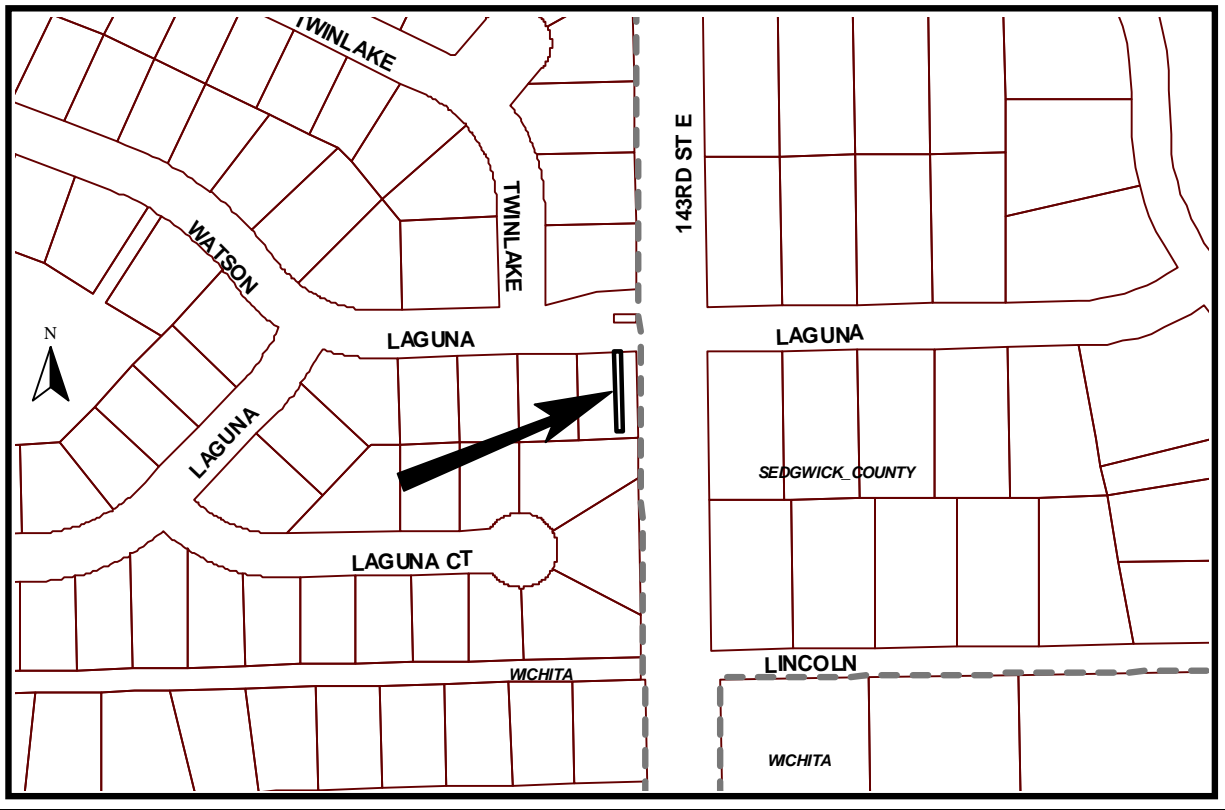 TWINLAKE
143RD ST E
TWINLAKE
WATSON
N
LAGUNA
LAGUNA
LAGUNA
SEDGWICK_COUNTY
LAGUNA CT
LINCOLN
WICHITA
WICHITA